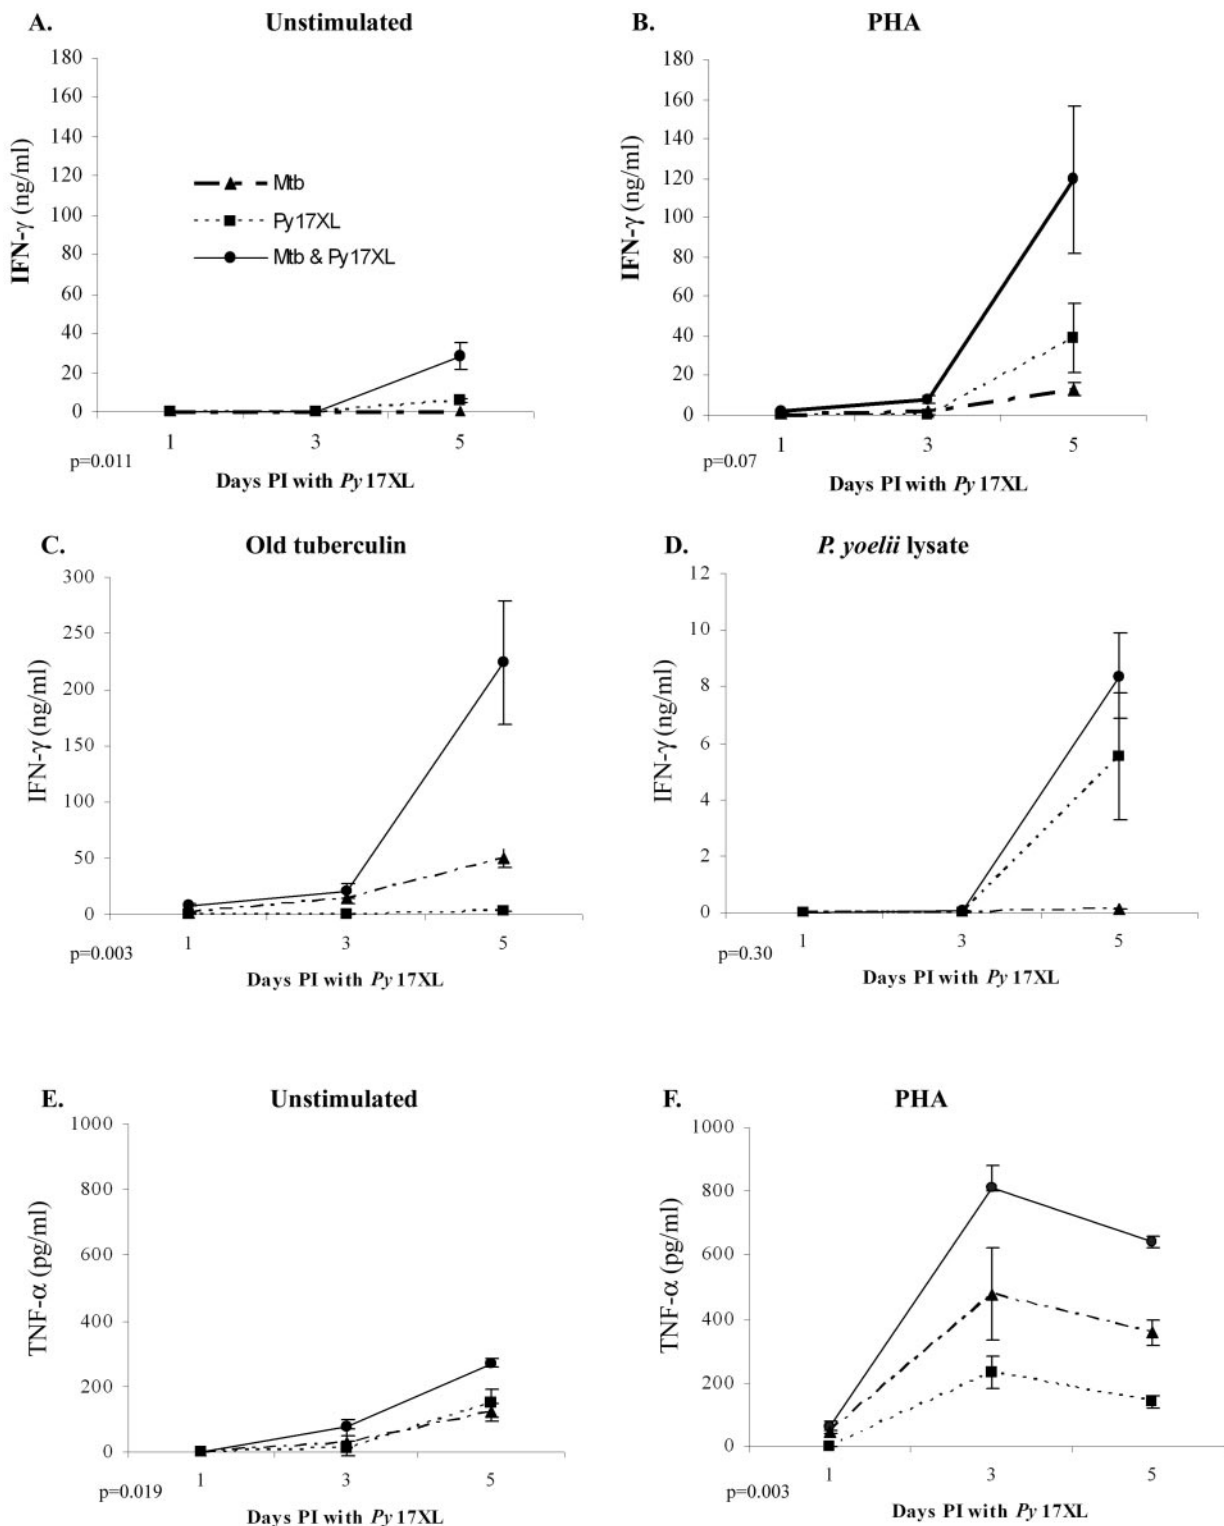 A. Unstimulated
180
160
140
120
100
80
60
40
20
0
IFN-γ (ng/ml)
Mtb
Py17XL
Mtb & Py17XL
1 3 5
p=0.011
Days PI with Py 17XL
B. PHA
180
160
140
120
100
80
60
40
20
0
IFN-γ (ng/ml)
1 3 5
p=0.07
Days PI with Py 17XL
C. Old tuberculin
300
250
200
150
100
50
0
IFN-γ (ng/ml)
1 3 5
p=0.003
Days PI with Py 17XL
D. P. yoelii lysate
12
10
8
6
4
2
0
IFN-γ (ng/ml)
1 3 5
p=0.30
Days PI with Py 17XL
E. Unstimulated
1000
800
600
400
200
0
TNF-α (pg/ml)
1 3 5
p=0.019
Days PI with Py 17XL
F. PHA
1000
800
600
400
200
0
TNF-α (pg/ml)
1 3 5
p=0.003
Days PI with Py 17XL